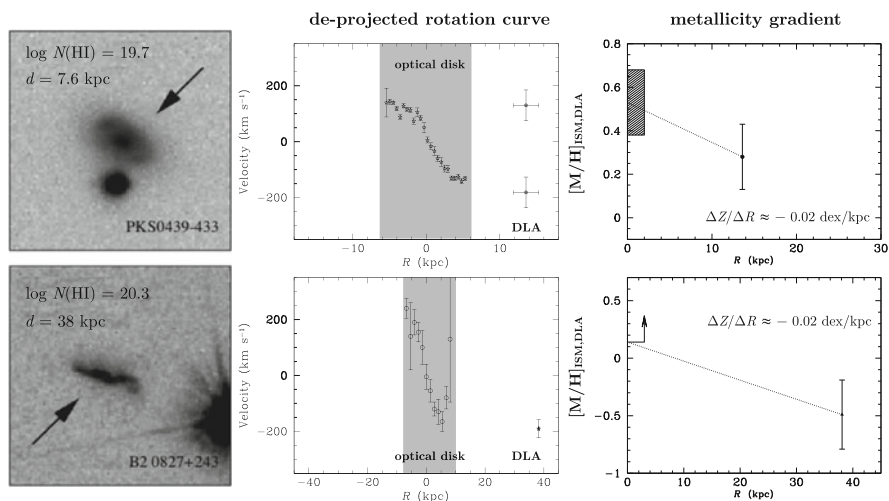 de-projected rotation curve
metallicity gradient
log N(HI) = 19.7
d = 7.6 kpc
PKS0439-433
optical disk
Velocity (km s⁻¹)
200
0
−200
DLA
−10
0
10
R (kpc)
[M/H]ISM,DLA
0.8
0.6
0.4
0.2
0
ΔZ/ΔR ≈ − 0.02 dex/kpc
0
10
20
30
R (kpc)
log N(HI) = 20.3
d = 38 kpc
B2 0827+243
Velocity (km s⁻¹)
200
0
−200
optical disk
DLA
−40
−20
0
20
40
R (kpc)
[M/H]ISM,DLA
0.5
0
−0.5
−1
ΔZ/ΔR ≈ − 0.02 dex/kpc
0
10
20
30
40
R (kpc)